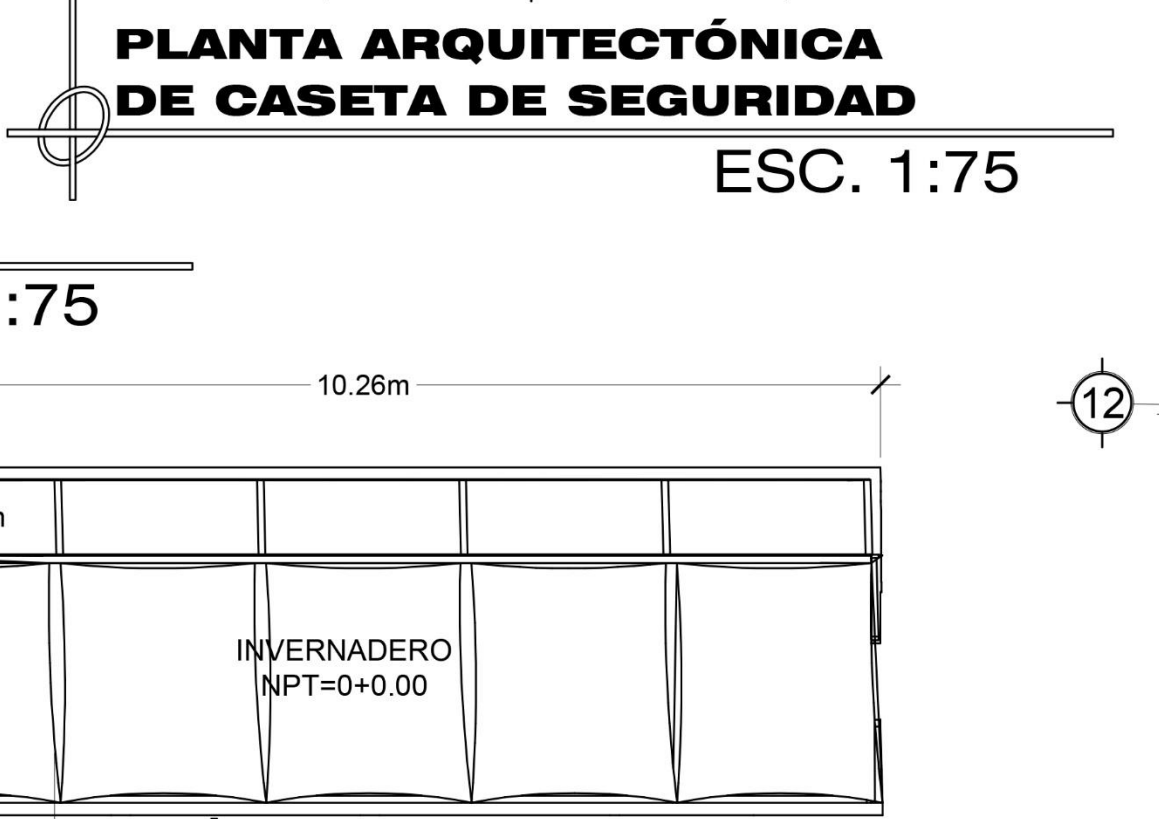 PLANTA ARQUITECTÓNICA
DE CASETA DE SEGURIDAD
ESC. 1:75
:75
10.26m
12
INVERNADERO
NPT=0+0.00